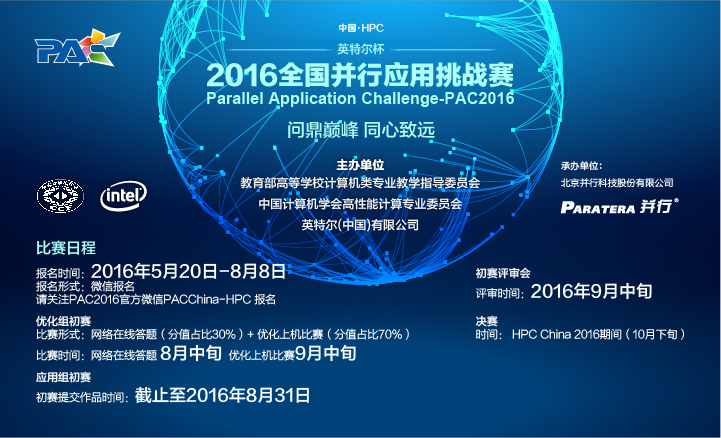 中国·HPC
PAC
英特尔杯
2016全国并行应用挑战赛
Parallel Application Challenge-PAC2016
问鼎巅峰 同心致远
主办单位
教育部高等学校计算机类专业教学指导委员会
中国计算机学会高性能计算专业委员会
英特尔(中国)有限公司
intel
承办单位：
北京并行科技股份有限公司
PARATERA 并行®
比赛日程
报名时间：2016年5月20日-8月8日
报名形式：微信报名
请关注PAC2016官方微信PACChina-HPC 报名
优化组初赛
比赛形式：网络在线答题（分值占比30%）+ 优化上机比赛（分值占比70%）
比赛时间：网络在线答题 8月中旬 优化上机比赛9月中旬
应用组初赛
初赛提交作品时间：截止至2016年8月31日
初赛评审会
评审时间：2016年9月中旬
决赛
时间： HPC China 2016期间（10月下旬）